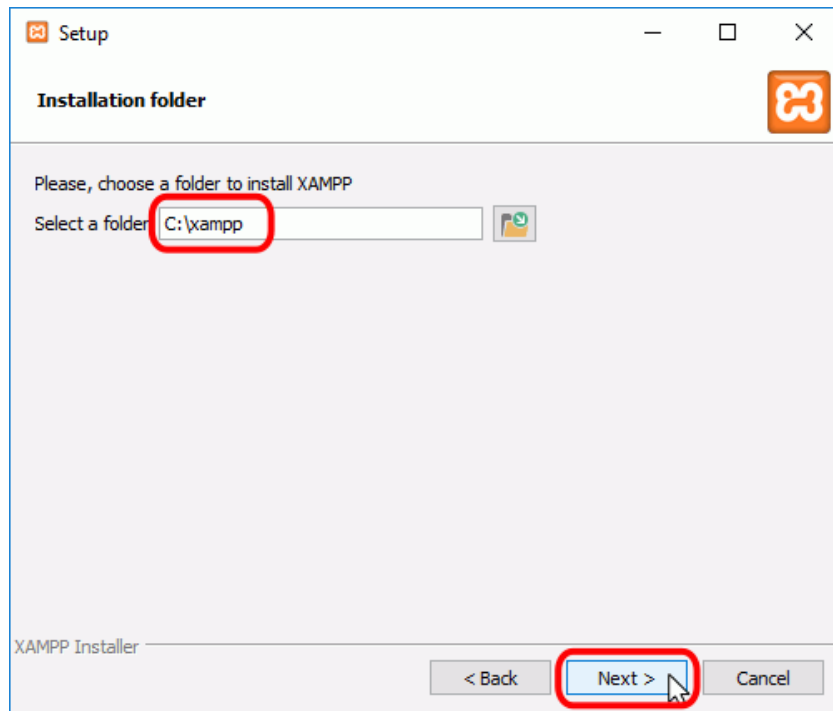 Setup
Installation folder
Please, choose a folder to install XAMPP
Select a folder C:\xampp
XAMPP Installer
< Back Next > Cancel